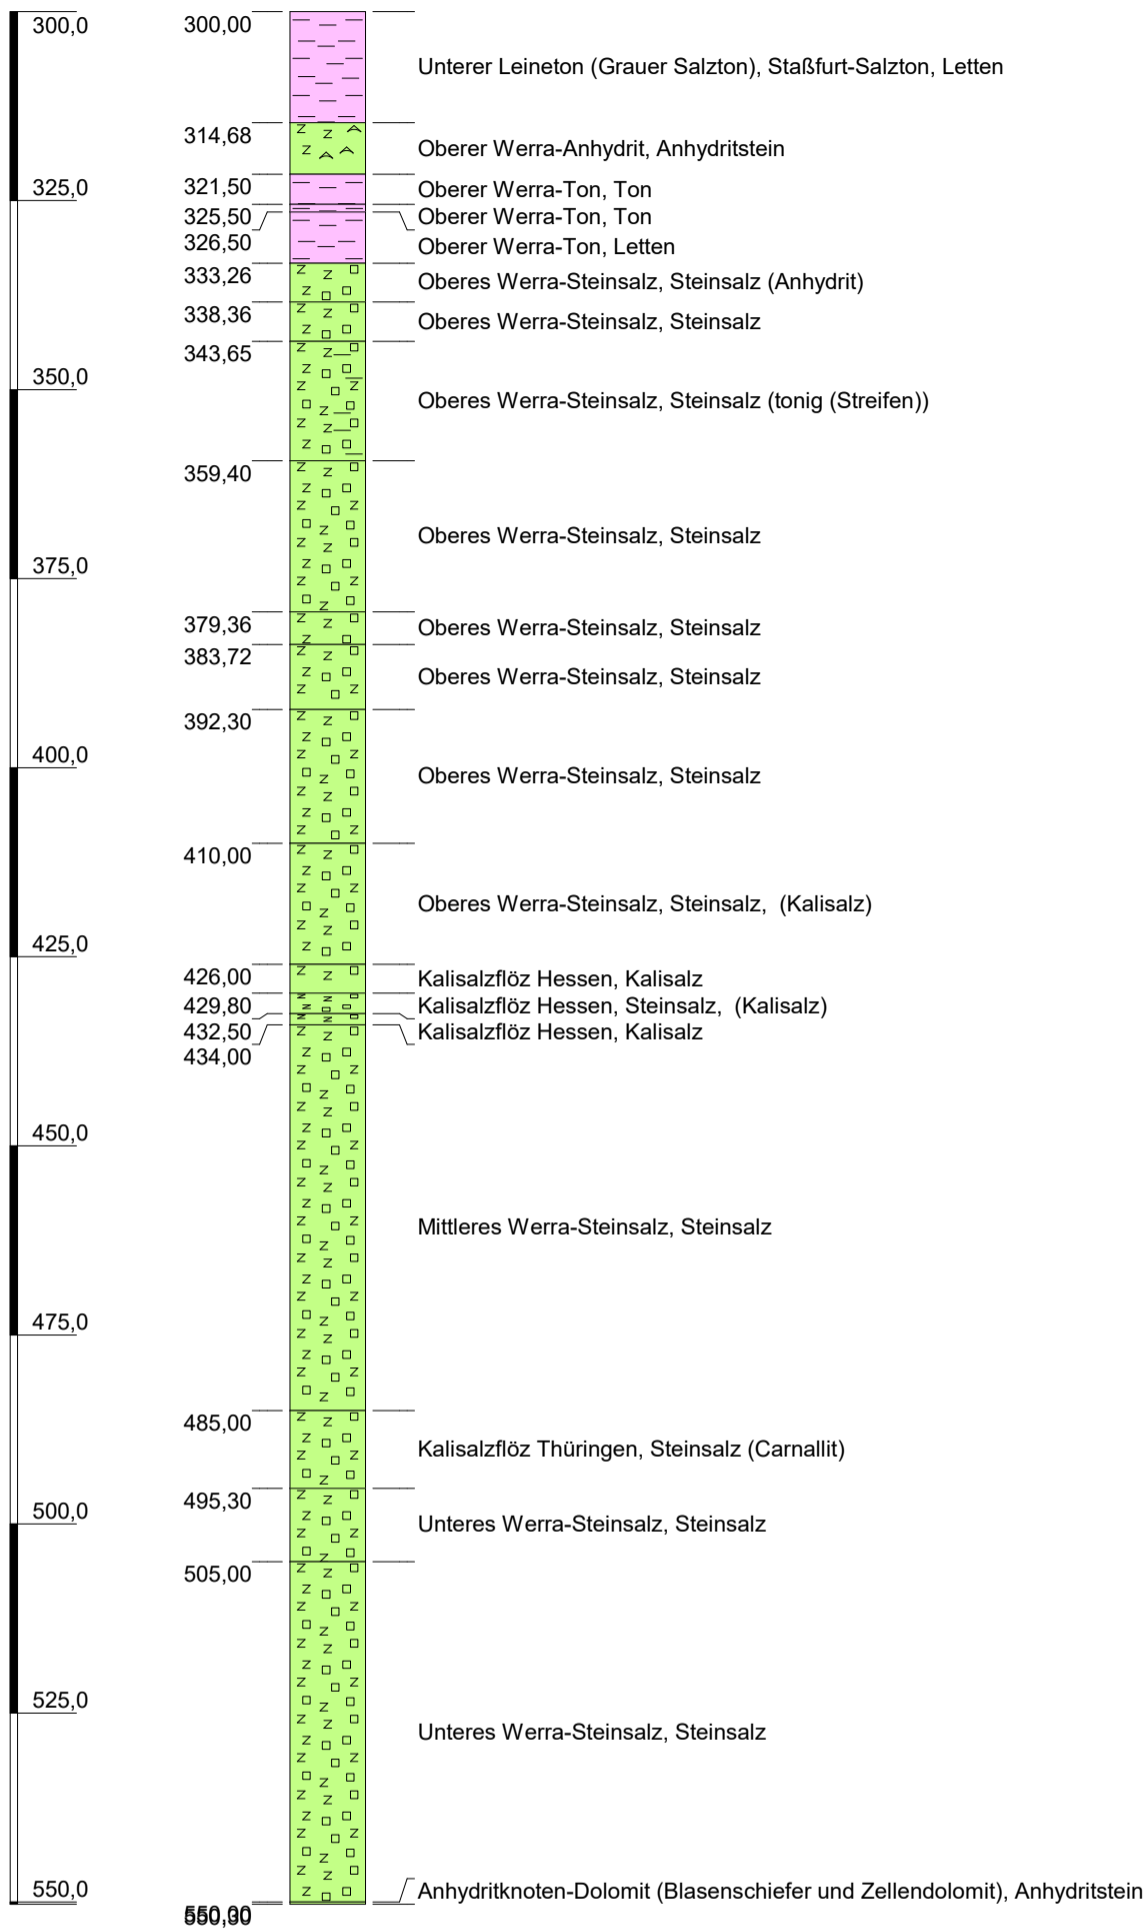 300,0 300,00
Unterer Leineton (Grauer Salzton), Staßfurt-Salzton, Letten
314,68
Oberer Werra-Anhydrit, Anhydritstein
321,50
325,0 Oberer Werra-Ton, Ton
325,50 Oberer Werra-Ton, Ton
326,50 Oberer Werra-Ton, Letten
333,26 Oberes Werra-Steinsalz, Steinsalz (Anhydrit)
338,36 Oberes Werra-Steinsalz, Steinsalz
343,65
350,0
Oberes Werra-Steinsalz, Steinsalz (tonig (Streifen))
359,40
Oberes Werra-Steinsalz, Steinsalz
375,0
379,36 Oberes Werra-Steinsalz, Steinsalz
383,72
Oberes Werra-Steinsalz, Steinsalz
392,30
400,0
Oberes Werra-Steinsalz, Steinsalz
410,00
Oberes Werra-Steinsalz, Steinsalz, (Kalisalz)
425,0
426,00 Kalisalzflöz Hessen, Kalisalz
429,80 Kalisalzflöz Hessen, Steinsalz, (Kalisalz)
432,50 Kalisalzflöz Hessen, Kalisalz
434,00
450,0
Mittleres Werra-Steinsalz, Steinsalz
475,0
485,00
Kalisalzflöz Thüringen, Steinsalz (Carnallit)
495,30
500,0 Unteres Werra-Steinsalz, Steinsalz
505,00
525,0
Unteres Werra-Steinsalz, Steinsalz
550,0 Anhydritknoten-Dolomit (Blasenschiefer und Zellendolomit), Anhydritstein